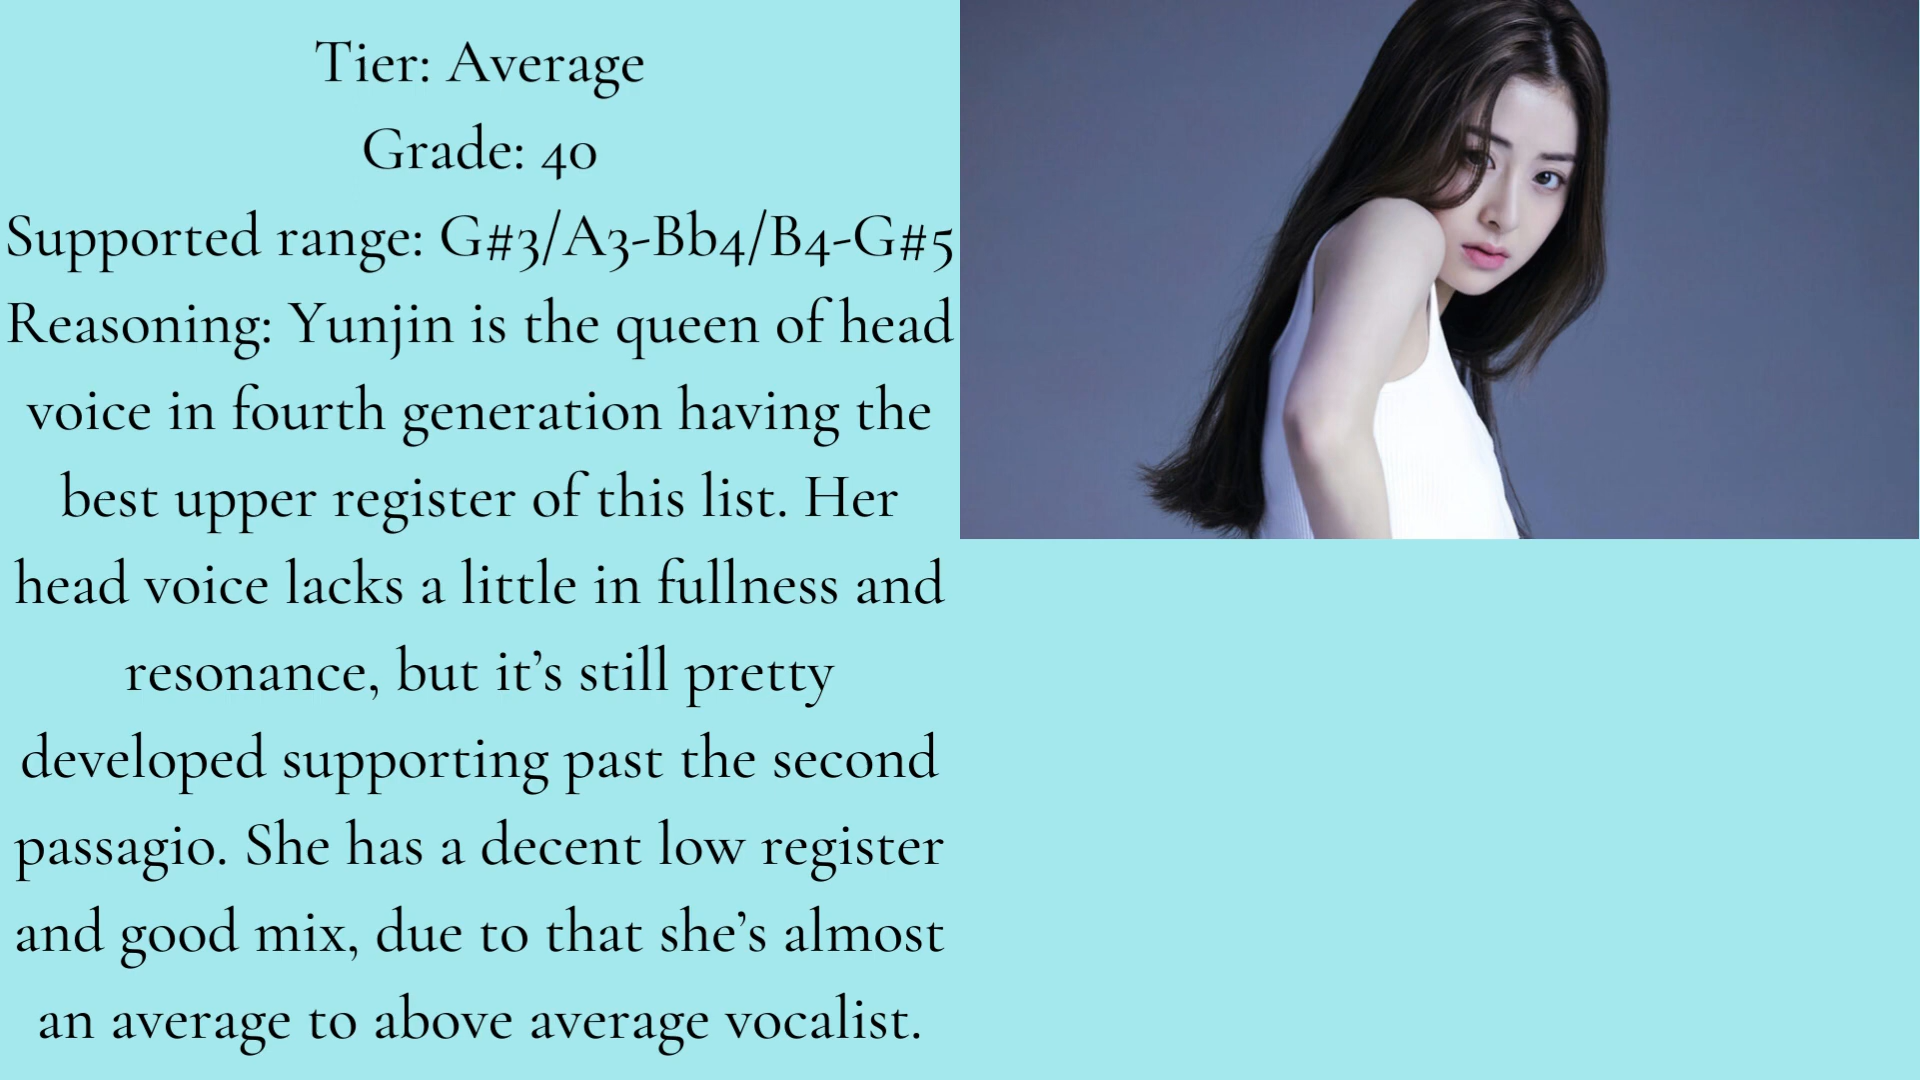 Tier: Average
Grade: 40
Supported range: G#3/A3-Bb4/B4-G#5
Reasoning: Yunjin is the queen of head
voice in fourth generation having the
best upper register of this list. Her
head voice lacks a little in fullness and
resonance, but it’s still pretty
developed supporting past the second
passagio. She has a decent low register
and good mix, due to that she’s almost
an average to above average vocalist.